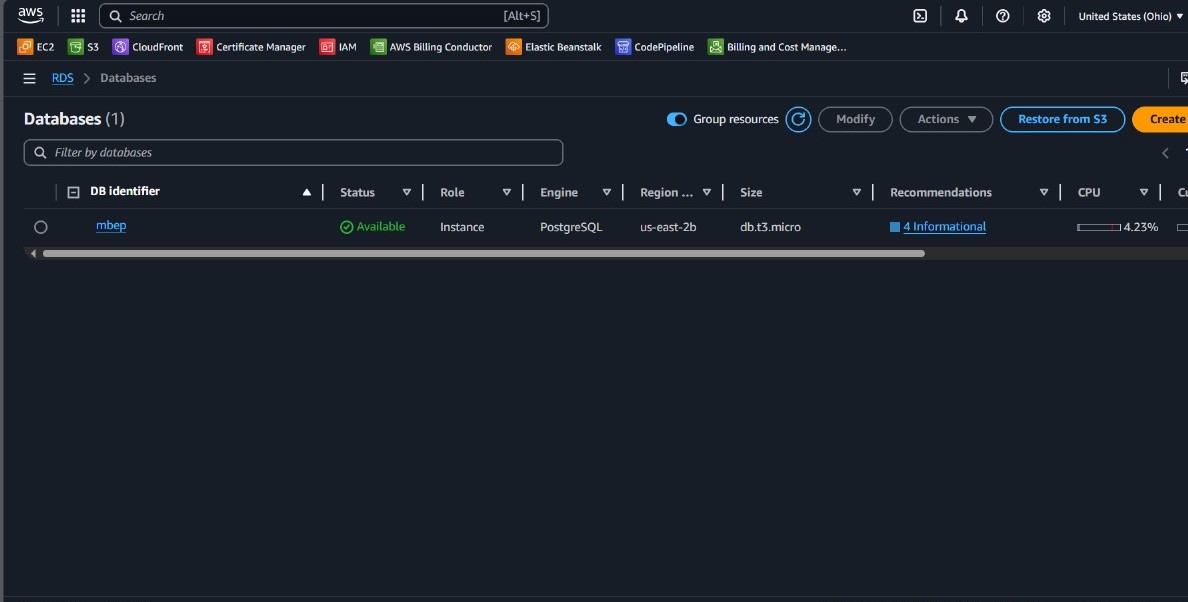 aws Search [Alt+S] United States (Ohio)
EC2 S3 CloudFront Certificate Manager IAM AWS Billing Conductor Elastic Beanstalk CodePipeline Billing and Cost Manage...
RDS > Databases
Databases (1) Group resources Modify Actions Restore from S3 Create
Filter by databases
DB identifier Status Role Engine Region ... Size Recommendations CPU
mbep Available Instance PostgreSQL us-east-2b db.t3.micro 4 Informational 4.23%